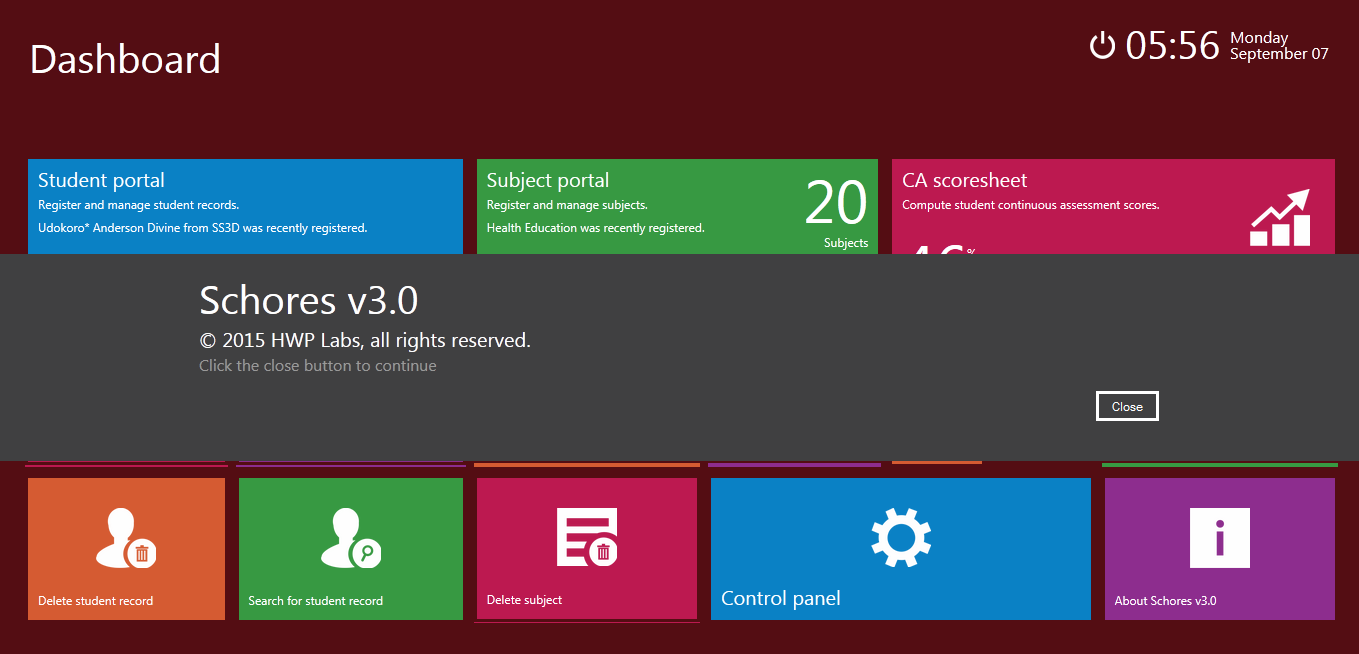 Dashboard
05:56
Monday
September 07
Student portal
Register and manage student records.
Udokoro* Anderson Divine from SS3D was recently registered.
Subject portal
Register and manage subjects.
Health Education was recently registered.
20
Subjects
CA scoresheet
Compute student continuous assessment scores.
Schores v3.0
© 2015 HWP Labs, all rights reserved.
Click the close button to continue
Close
Delete student record
Search for student record
Delete subject
Control panel
About Schores v3.0